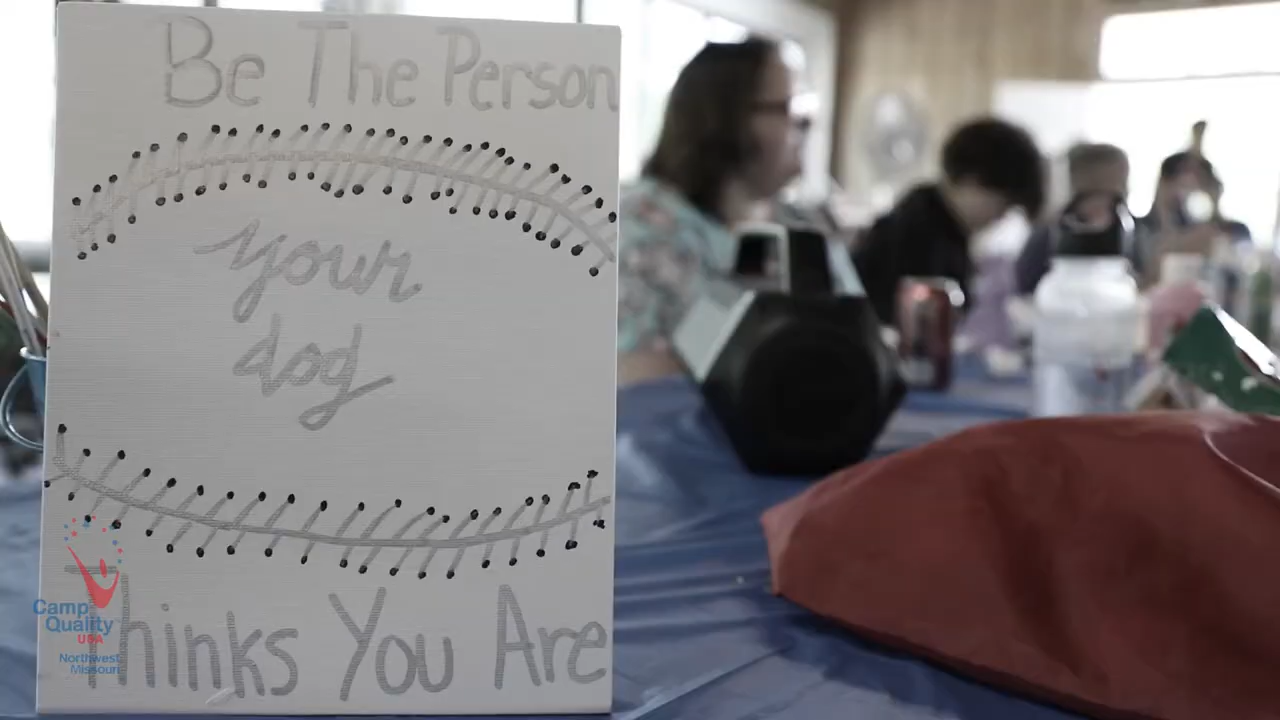 Be The Person
your
dog
Thinks You Are
Camp
Quality
USA
Northwest
Missouri